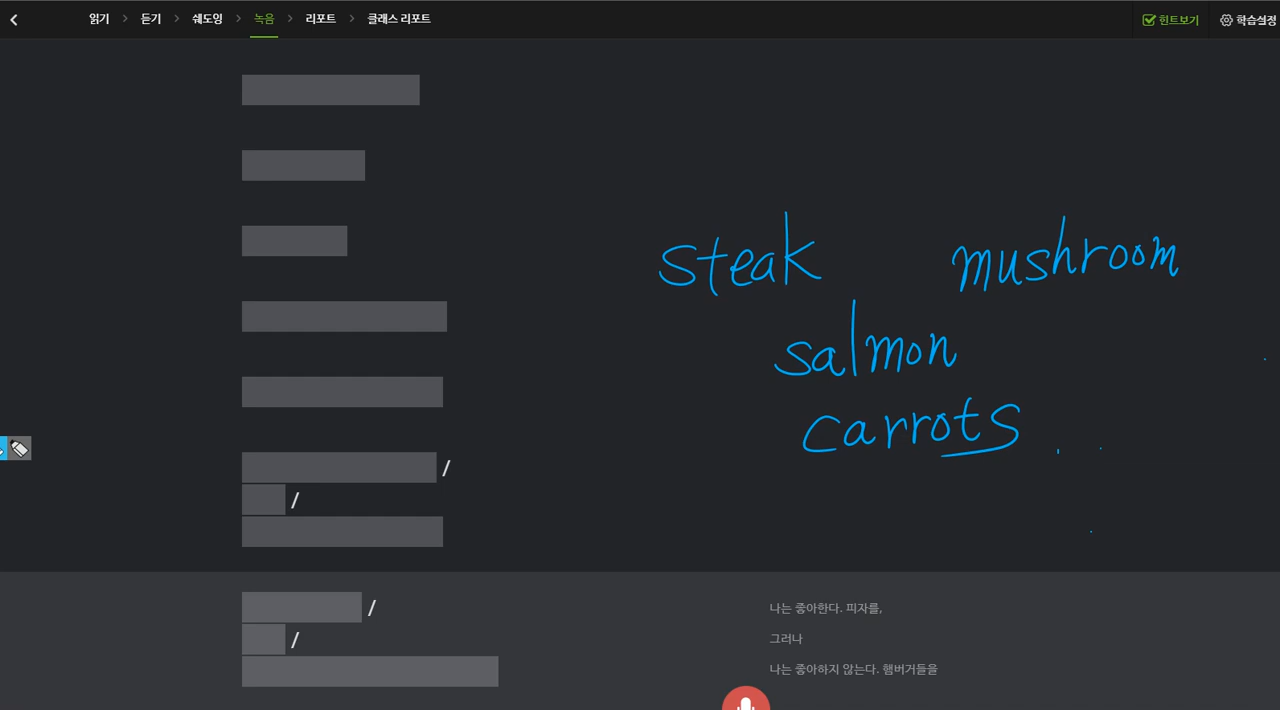 읽기 > 듣기 > 쉐도잉 > 녹음 > 리포트 > 클래스 리포트 힌트보기 학습설정
steak mushroom
salmon
carrots
/
/
/ 나는 좋아한다. 피자를,
/ 그러나
나는 좋아하지 않는다. 햄버거들을